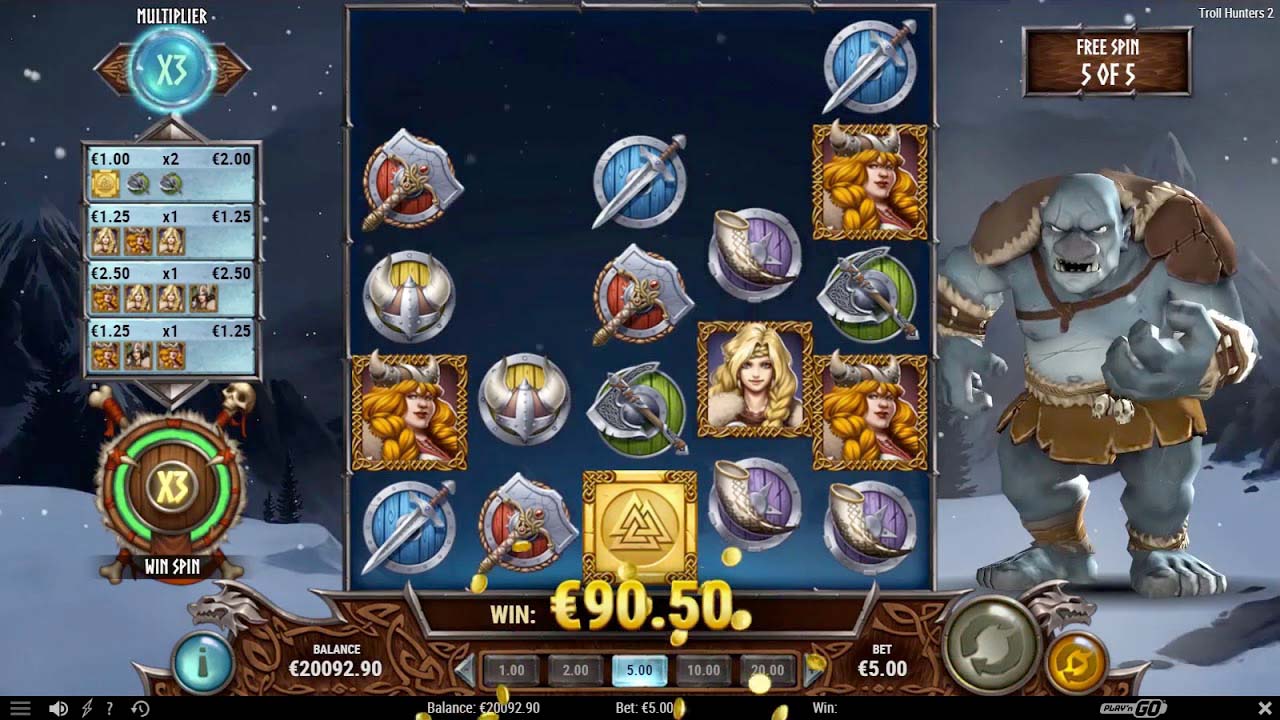 Troll Hunters 2
MULTIPLIER
X3
FREE SPIN
5 OF 5
€1.00 x2 €2.00
€1.25 x1 €1.25
€2.50 x1 €2.50
€1.25 x1 €1.25
X3
WIN SPIN
WIN: €90.50
BALANCE
€20092.90
1.00 2.00 5.00 10.00 20.00
BET
€5.00
Balance: €20092.90 Bet: €5.00 Win:
PLAY'n GO